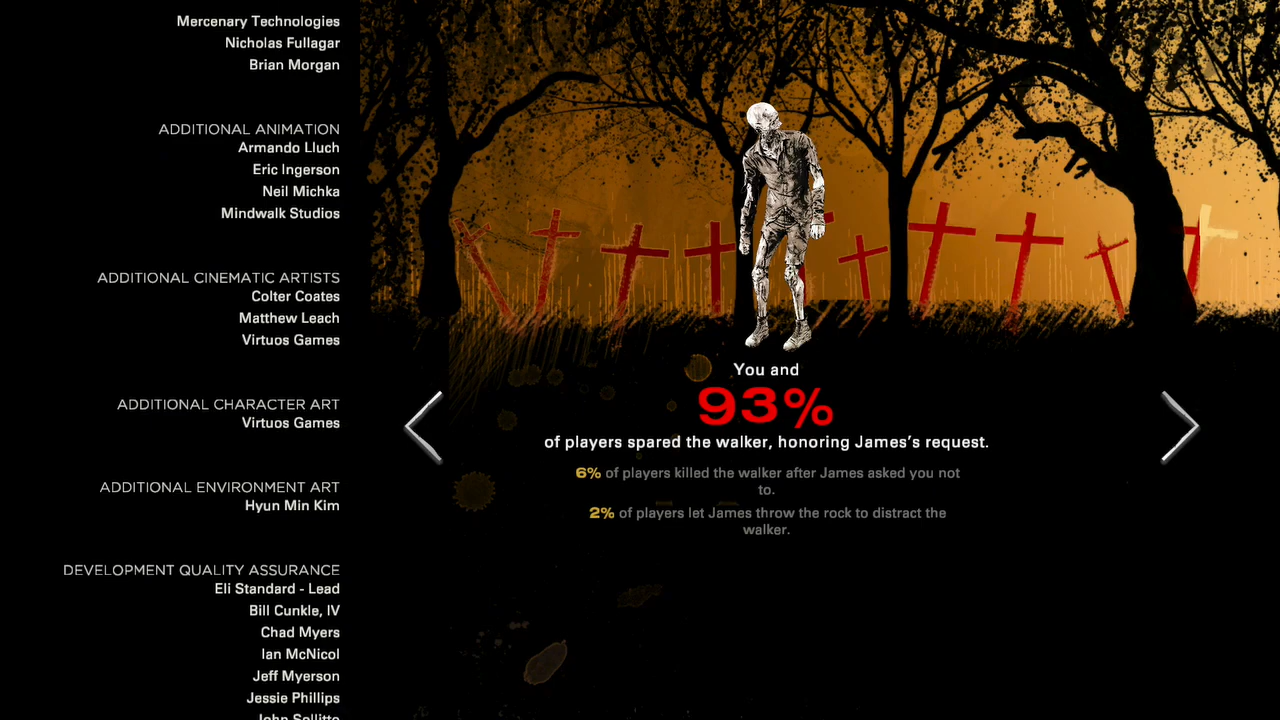 Mercenary Technologies
Nicholas Fullagar
Brian Morgan
ADDITIONAL ANIMATION
Armando Lluch
Eric Ingerson
Neil Michka
Mindwalk Studios
ADDITIONAL CINEMATIC ARTISTS
Colter Coates
Matthew Leach
Virtuos Games
ADDITIONAL CHARACTER ART
Virtuos Games
ADDITIONAL ENVIRONMENT ART
Hyun Min Kim
DEVELOPMENT QUALITY ASSURANCE
Eli Standard - Lead
Bill Cunkle, IV
Chad Myers
Ian McNicol
Jeff Myerson
Jessie Phillips
You and
93%
of players spared the walker, honoring James's request.
6% of players killed the walker after James asked you not
to.
2% of players let James throw the rock to distract the
walker.